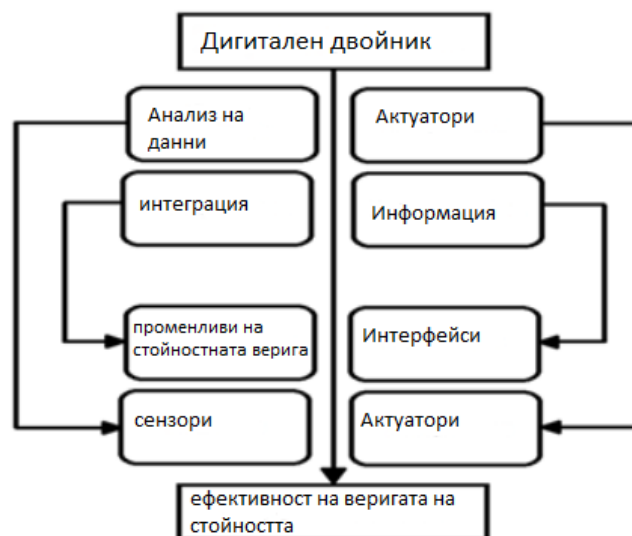 Дигитален двойник
Анализ на
данни
Актуатори
интеграция
Информация
променливи на
стойностната верига
Интерфейси
сензори
Актуатори
ефективност на веригата на
стойността